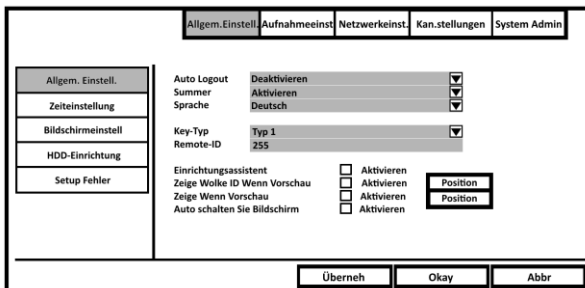 Allgem.Einstell. Aufnahmeeinst Netzwerkeinst. Kan.stellungen System Admin
Allgem. Einstell.
Zeiteinstellung
Bildschirmeinstell
HDD-Einrichtung
Setup Fehler
Auto Logout Deaktivieren
Summer Aktivieren
Sprache Deutsch
Key-Typ Typ 1
Remote-ID 255
Einrichtungsassistent Aktivieren
Zeige Wolke ID Wenn Vorschau Aktivieren Position
Zeige Wenn Vorschau Aktivieren Position
Auto schalten Sie Bildschirm Aktivieren
Überneh Okay Abbr